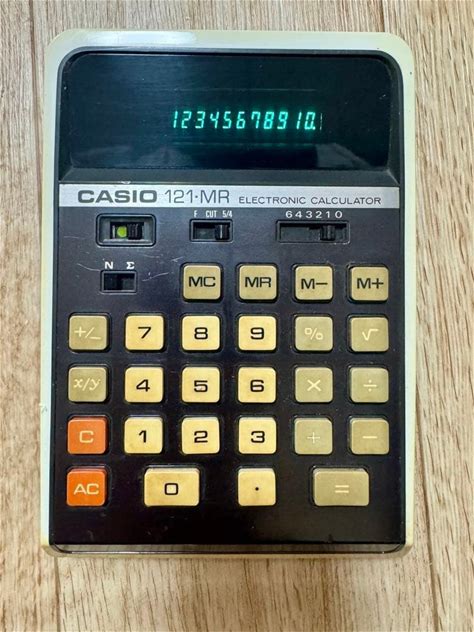 12345678910.
CASIO 121·MR ELECTRONIC CALCULATOR
F CUT 5/4 643210
N Σ
MC MR M− M+
+/− 7 8 9 % √
x/y 4 5 6 × ÷
C 1 2 3 + −
AC 0 · =